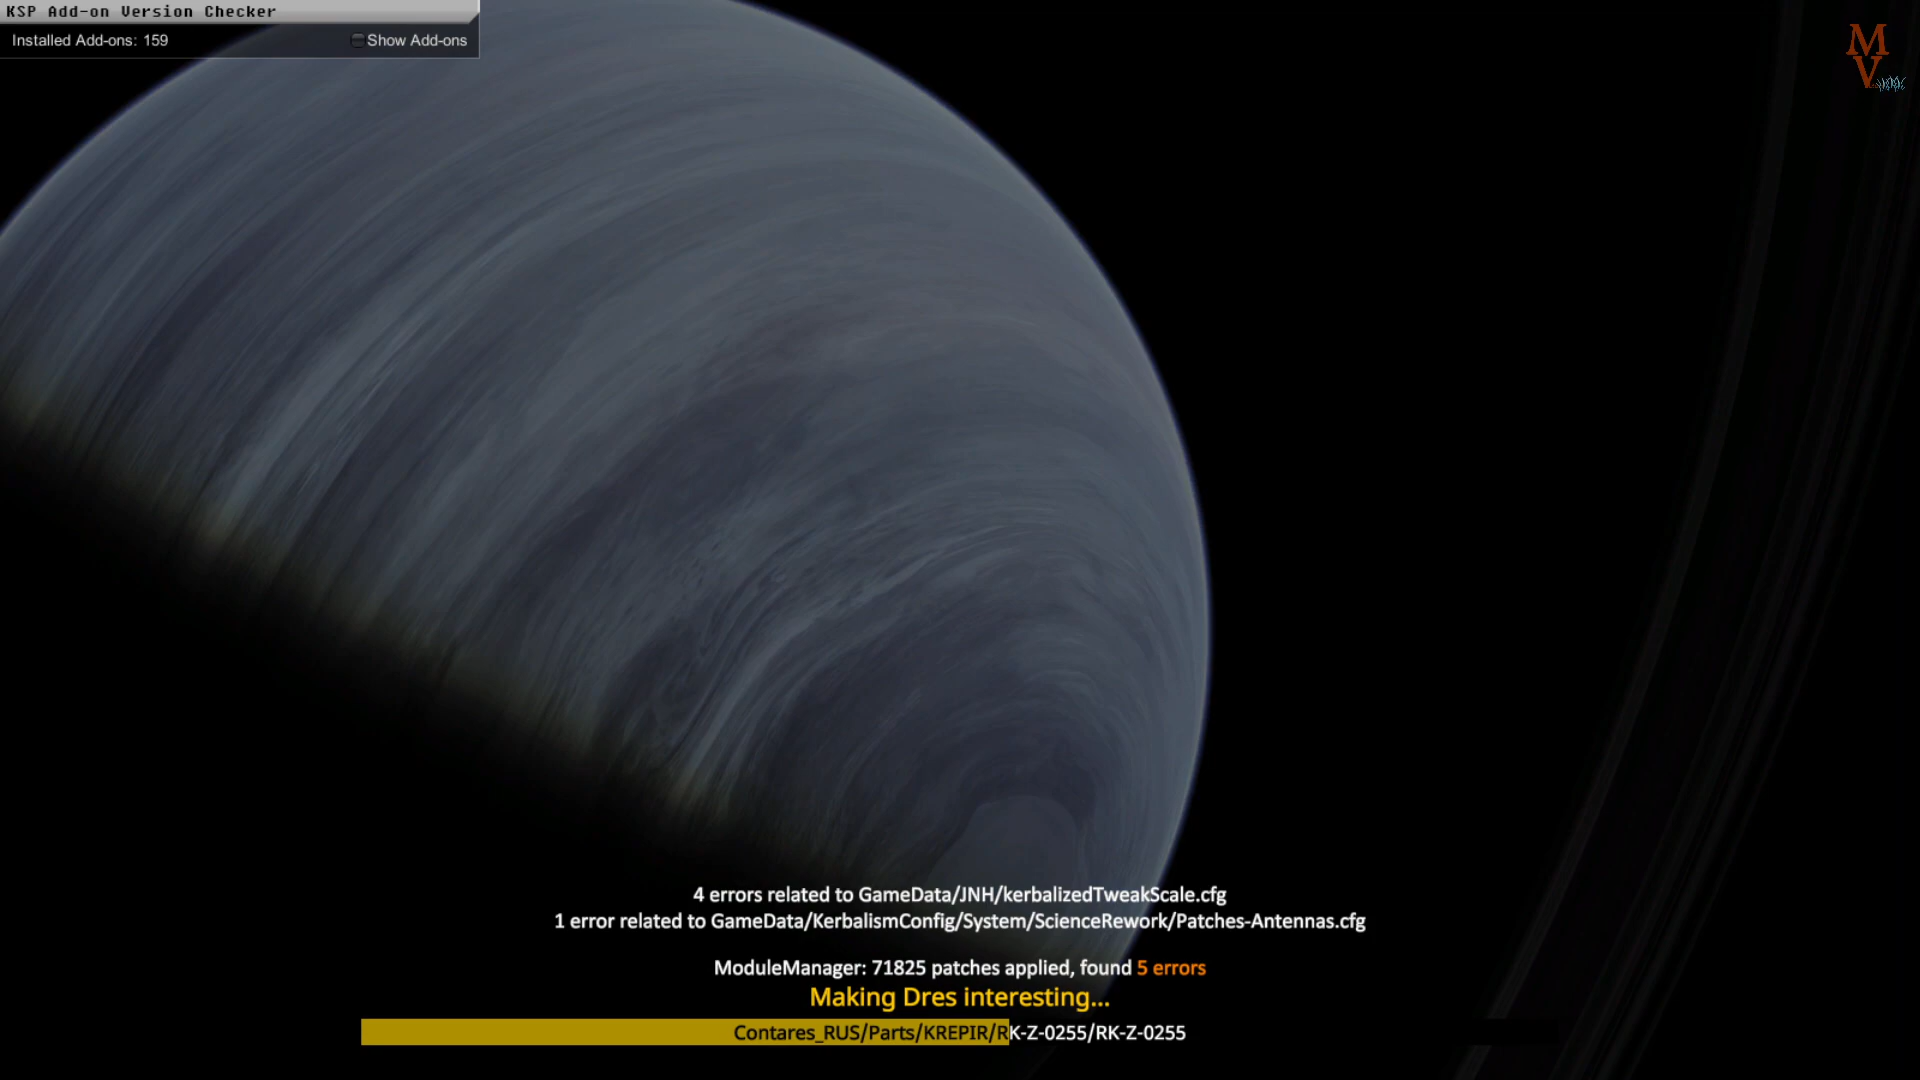 KSP Add-on Version Checker
Installed Add-ons: 159
Show Add-ons
M
V
4 errors related to GameData/JNH/kerbalizedTweakScale.cfg
1 error related to GameData/KerbalismConfig/System/ScienceRework/Patches-Antennas.cfg
ModuleManager: 71825 patches applied, found 5 errors
Making Dres interesting...
Contares_RUS/Parts/KREPIR/RK-Z-0255/RK-Z-0255